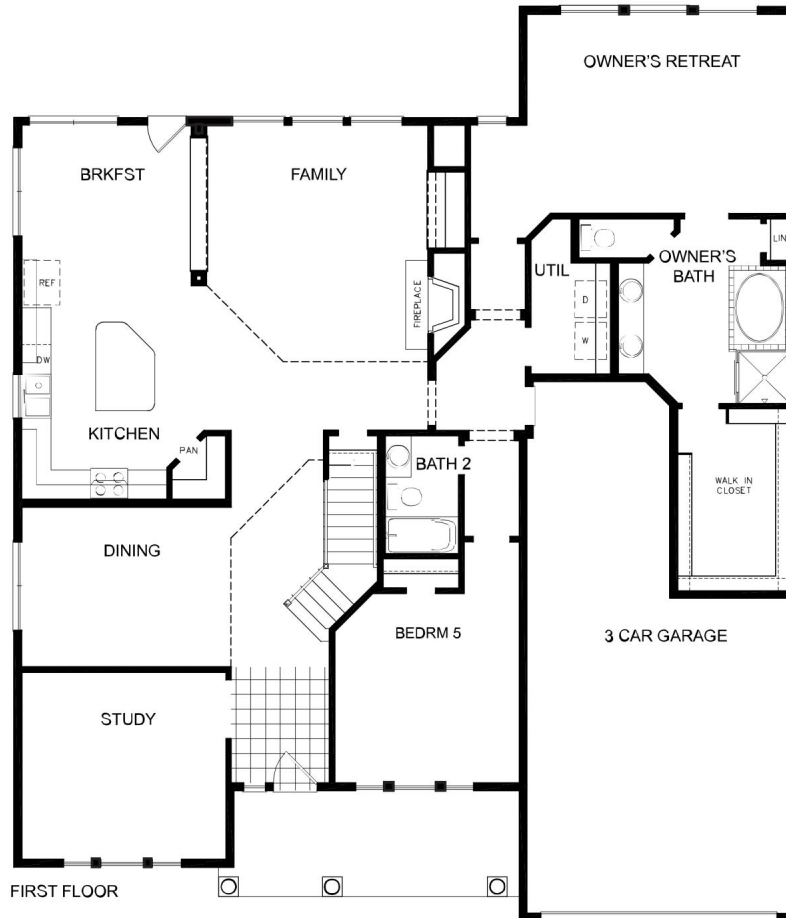 OWNER'S RETREAT
BRKFST
FAMILY
LIN
OWNER'S
BATH
UTIL
REF
D
FIREPLACE
W
DW
KITCHEN
PAN
BATH 2
WALK IN
CLOSET
DINING
BEDRM 5
3 CAR GARAGE
STUDY
FIRST FLOOR